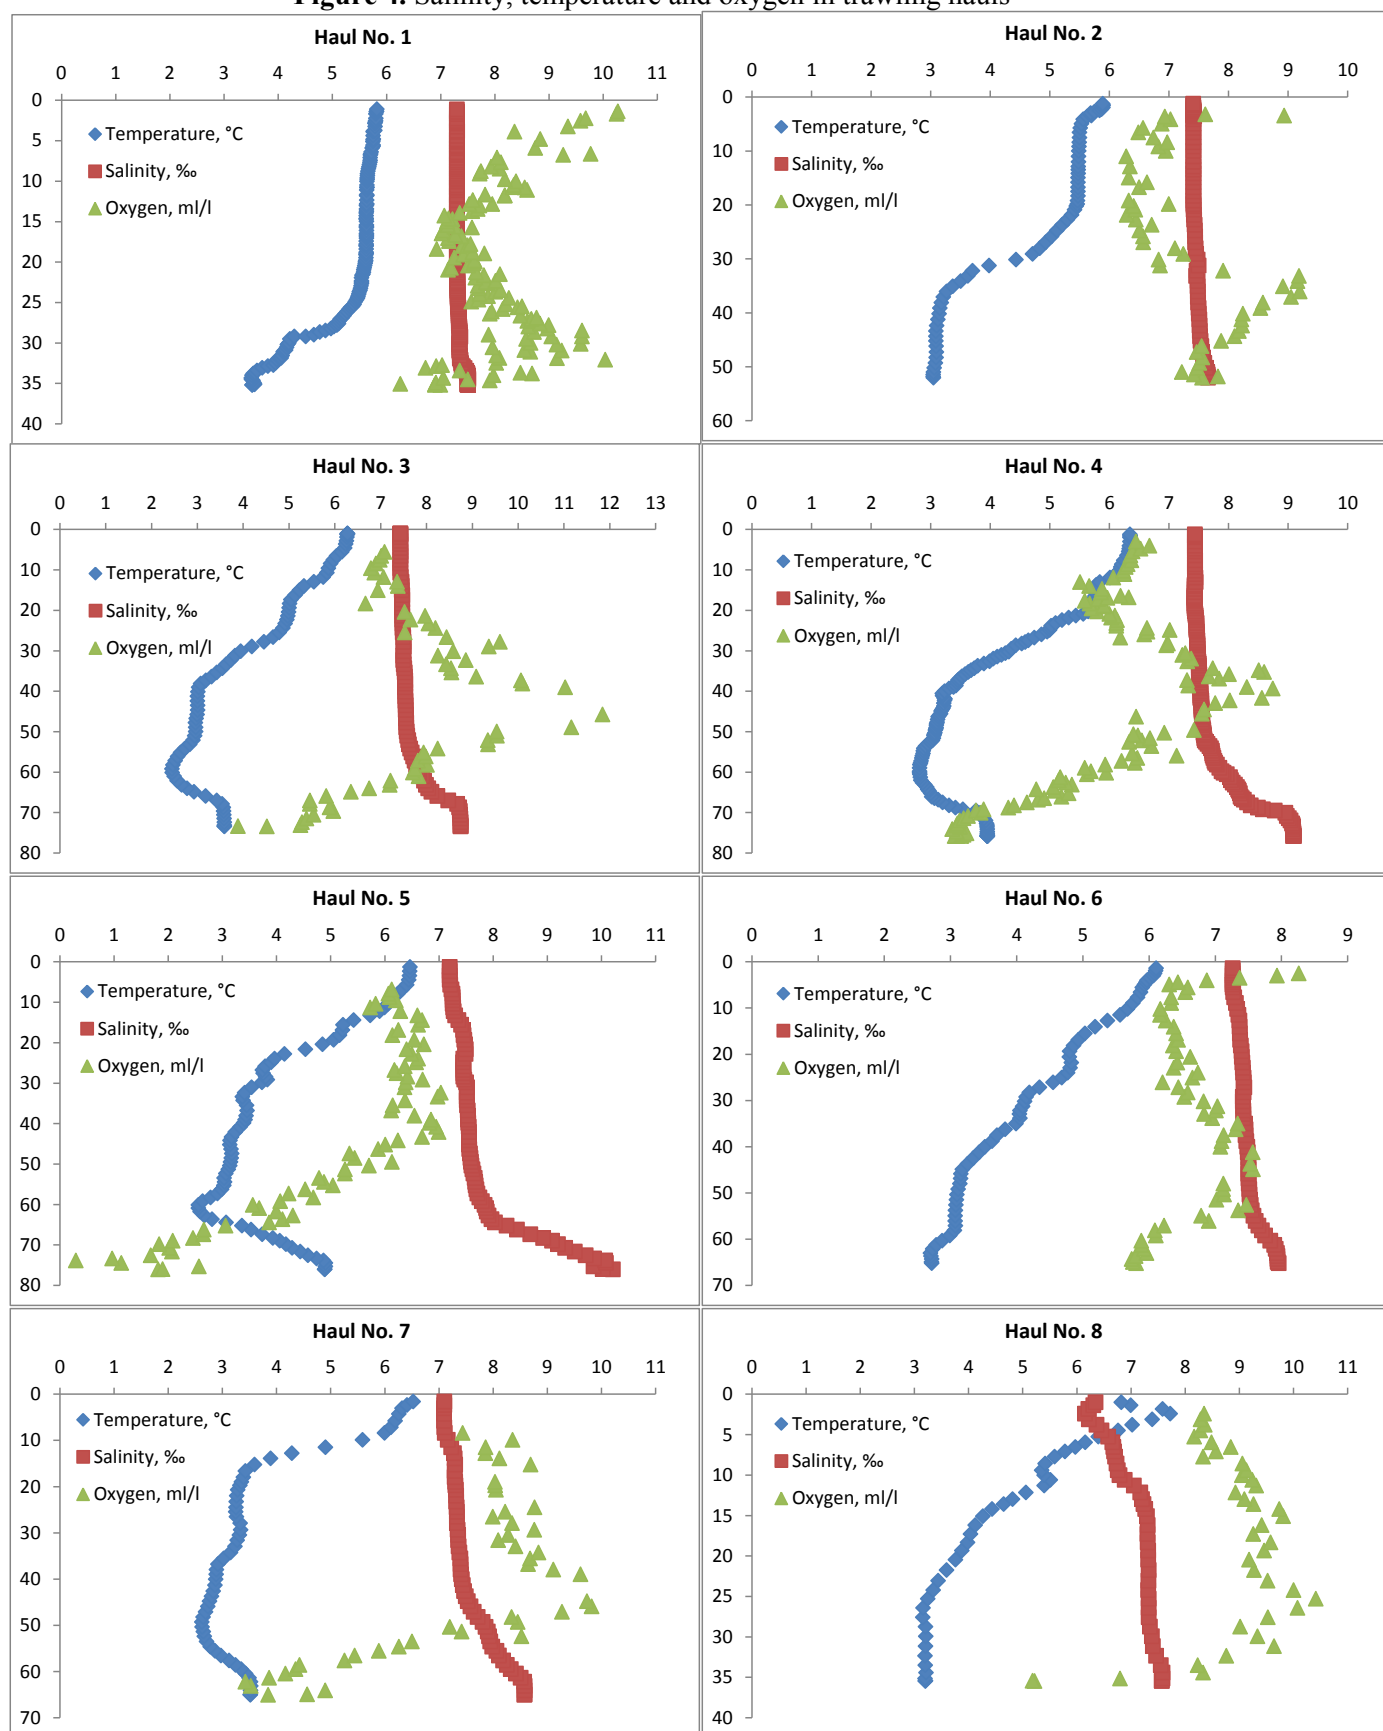 Figure 4. Salinity, temperature and oxygen in trawling hauls
Haul No. 1
0 1 2 3 4 5 6 7 8 9 10 11
0
5
10
15
20
25
30
35
40
Temperature, °C
Salinity, ‰
Oxygen, ml/l
Haul No. 2
0 1 2 3 4 5 6 7 8 9 10
0
10
20
30
40
50
60
Temperature, °C
Salinity, ‰
Oxygen, ml/l
Haul No. 3
0 1 2 3 4 5 6 7 8 9 10 11 12 13
0
10
20
30
40
50
60
70
80
Temperature, °C
Salinity, ‰
Oxygen, ml/l
Haul No. 4
0 1 2 3 4 5 6 7 8 9 10
0
10
20
30
40
50
60
70
80
Temperature, °C
Salinity, ‰
Oxygen, ml/l
Haul No. 5
0 1 2 3 4 5 6 7 8 9 10 11
0
10
20
30
40
50
60
70
80
Temperature, °C
Salinity, ‰
Oxygen, ml/l
Haul No. 6
0 1 2 3 4 5 6 7 8 9
0
10
20
30
40
50
60
70
Temperature, °C
Salinity, ‰
Oxygen, ml/l
Haul No. 7
0 1 2 3 4 5 6 7 8 9 10 11
0
10
20
30
40
50
60
70
Temperature, °C
Salinity, ‰
Oxygen, ml/l
Haul No. 8
0 1 2 3 4 5 6 7 8 9 10 11
0
5
10
15
20
25
30
35
40
Temperature, °C
Salinity, ‰
Oxygen, ml/l